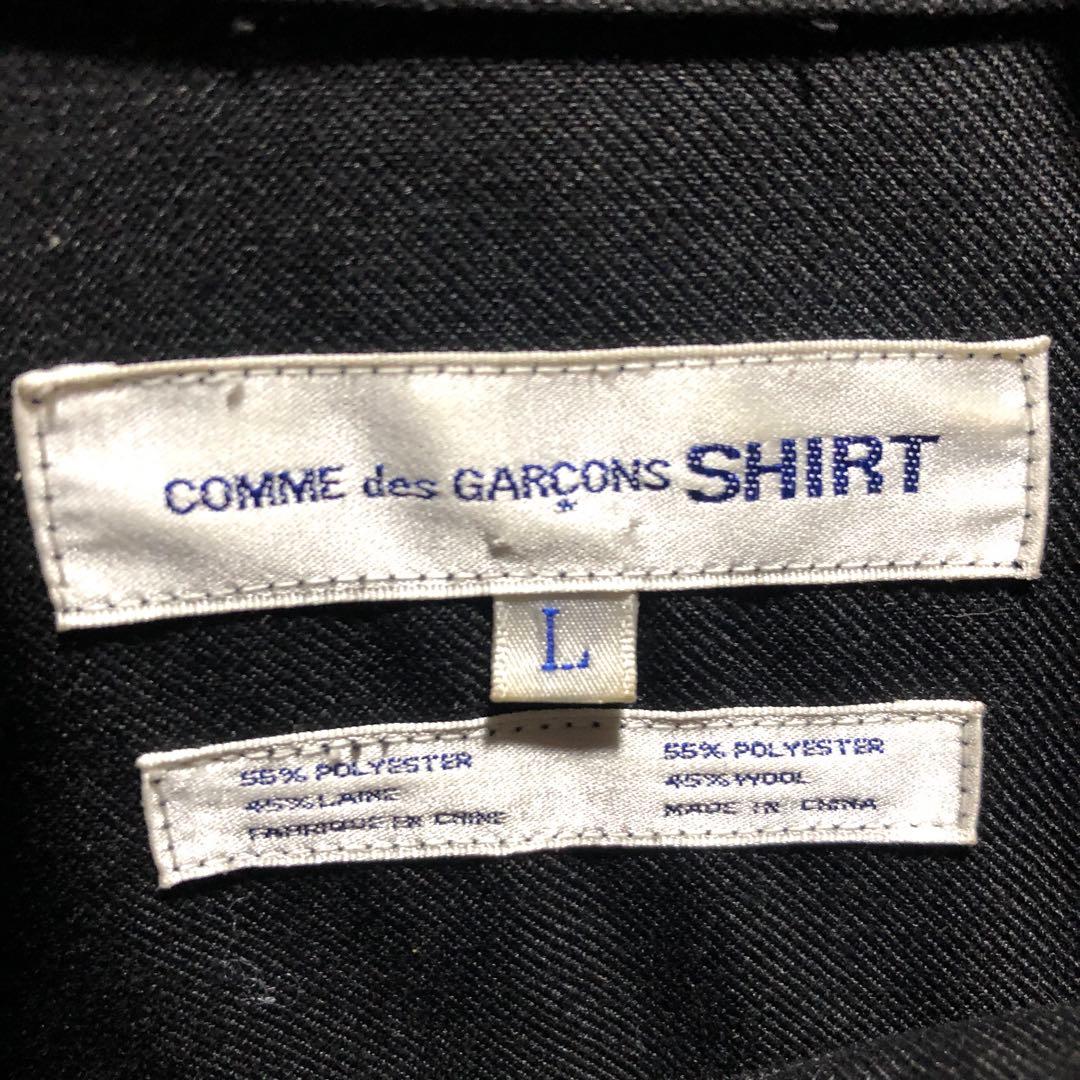 COMME des GARÇONS SHIRT
*
L
55% POLYESTER
45% LAINE
FABRIQUE EN CHINE
55% POLYESTER
45% WOOL
MADE IN CHINA